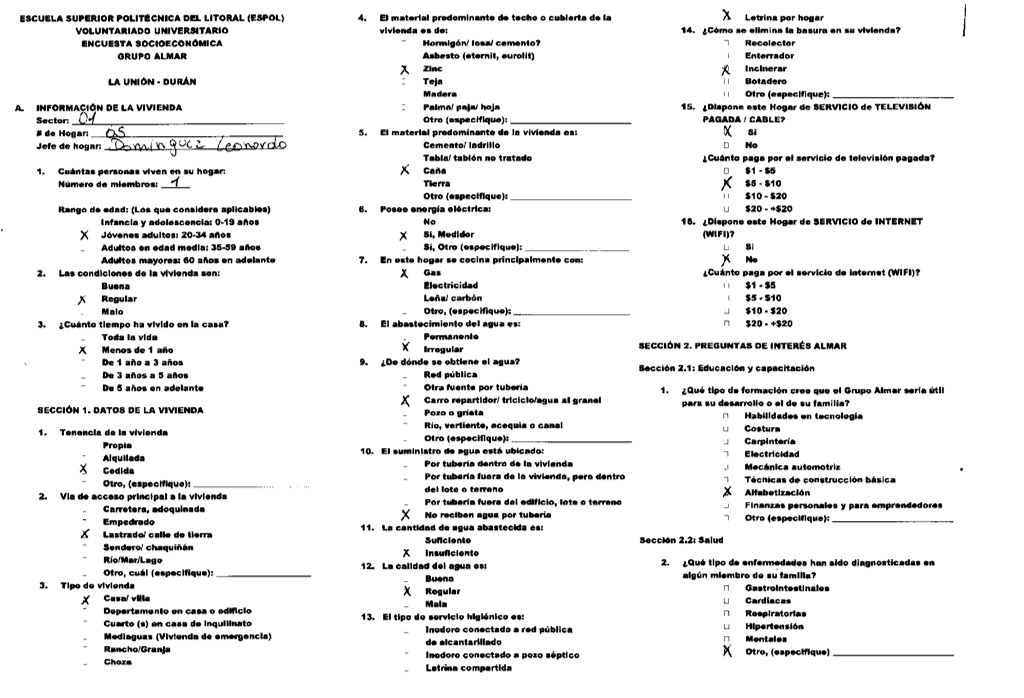 ESCUELA SUPERIOR POLITÉCNICA DEL LITORAL (ESPOL)
VOLUNTARIADO UNIVERSITARIO
ENCUESTA SOCIOECONÓMICA
GRUPO ALMAR
LA UNIÓN - DURÁN
A. INFORMACIÓN DE LA VIVIENDA
Sector: 01
# de Hogar: 05
Jefe de hogar: Dominguez Leonardo
1. Cuántas personas viven en su hogar:
Número de miembros: 1
Rango de edad: (Los que considere aplicables)
Infancia y adolescencia: 0-19 años
X Jóvenes adultos: 20-34 años
Adultos en edad media: 35-59 años
Adultos mayores: 60 años en adelante
2. Las condiciones de la vivienda son:
Buena
X Regular
Malo
3. ¿Cuánto tiempo ha vivido en la casa?
Toda la vida
X Menos de 1 año
De 1 año a 3 años
De 3 años a 5 años
De 5 años en adelante
SECCIÓN 1. DATOS DE LA VIVIENDA
1. Tenencia de la vivienda
Propia
Alquilada
X Cedida
Otro, (especifique):
2. Vía de acceso principal a la vivienda
Carretera, adoquinada
Empedrado
X Lastrado/ calle de tierra
Sendero/ chaquiñán
Río/Mar/Lago
Otro, cuál (especifique):
3. Tipo de vivienda
X Casa/ villa
Departamento en casa o edificio
Cuarto (s) en casa de inquilinato
Mediaguas (Vivienda de emergencia)
Rancho/Granja
Choza
4. El material predominante de techo o cubierta de la
vivienda es de:
Hormigón/ losa/ cemento?
Asbesto (eternit, eurolit)
X Zinc
Teja
Madera
Palma/ paja/ hoja
Otro (especifique):
5. El material predominante de la vivienda es:
Cemento/ ladrillo
Tabla/ tablón no tratado
X Caña
Tierra
Otro (especifique):
6. Posee energía eléctrica:
No
X Si, Medidor
Si, Otro (especifique):
7. En este hogar se cocina principalmente con:
X Gas
Electricidad
Leña/ carbón
Otro, (especifique):
8. El abastecimiento del agua es:
Permanente
X Irregular
9. ¿De dónde se obtiene el agua?
Red pública
Otra fuente por tubería
X Carro repartidor/ triciclo/agua al granel
Pozo o grieta
Río, vertiente, acequia o canal
Otro (especifique):
10. El suministro de agua está ubicado:
Por tubería dentro de la vivienda
Por tubería fuera de la vivienda, pero dentro
del lote o terreno
Por tubería fuera del edificio, lote o terreno
X No reciben agua por tubería
11. La cantidad de agua abastecida es:
Suficiente
X Insuficiente
12. La calidad del agua es:
Buena
X Regular
Mala
13. El tipo de servicio higiénico es:
Inodoro conectado a red pública
de alcantarillado
Inodoro conectado a pozo séptico
Letrina compartida
X Letrina por hogar
14. ¿Cómo se elimina la basura en su vivienda?
Recolector
Enterrador
X Incinerar
Botadero
Otro (especifique):
15. ¿Dispone este Hogar de SERVICIO de TELEVISIÓN
PAGADA / CABLE?
X Si
No
¿Cuánto paga por el servicio de televisión pagada?
$1 - $5
X $5 - $10
$10 - $20
$20 - +$20
16. ¿Dispone este Hogar de SERVICIO de INTERNET
(WIFI)?
Si
X No
¿Cuánto paga por el servicio de internet (WIFI)?
$1 - $5
$5 - $10
$10 - $20
$20 - +$20
SECCIÓN 2. PREGUNTAS DE INTERÉS ALMAR
Sección 2.1: Educación y capacitación
1. ¿Qué tipo de formación cree que el Grupo Almar sería útil
para su desarrollo o el de su familia?
Habilidades en tecnología
Costura
Carpintería
Electricidad
Mecánica automotriz
Técnicas de construcción básica
X Alfabetización
Finanzas personales y para emprendedores
Otro (especifique):
Sección 2.2: Salud
2. ¿Qué tipo de enfermedades han sido diagnosticadas en
algún miembro de su familia?
Gastrointestinales
Cardiacas
Respiratorias
Hipertensión
Mentales
X Otro, (especifique)